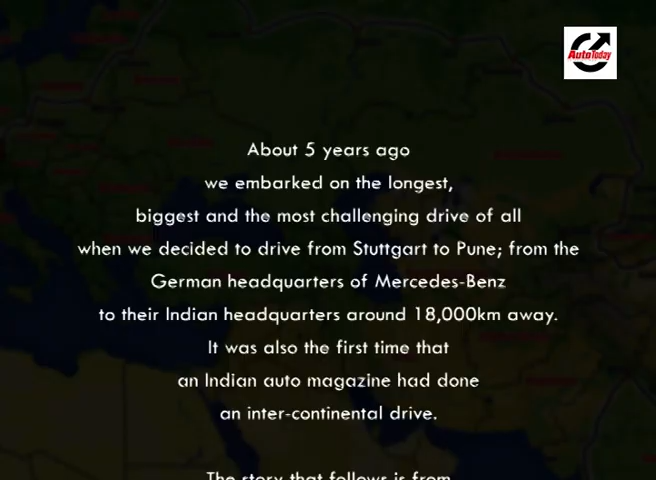 AutoToday
About 5 years ago
we embarked on the longest,
biggest and the most challenging drive of all
when we decided to drive from Stuttgart to Pune; from the
German headquarters of Mercedes-Benz
to their Indian headquarters around 18,000km away.
It was also the first time that
an Indian auto magazine had done
an inter-continental drive.
The story that follows is from